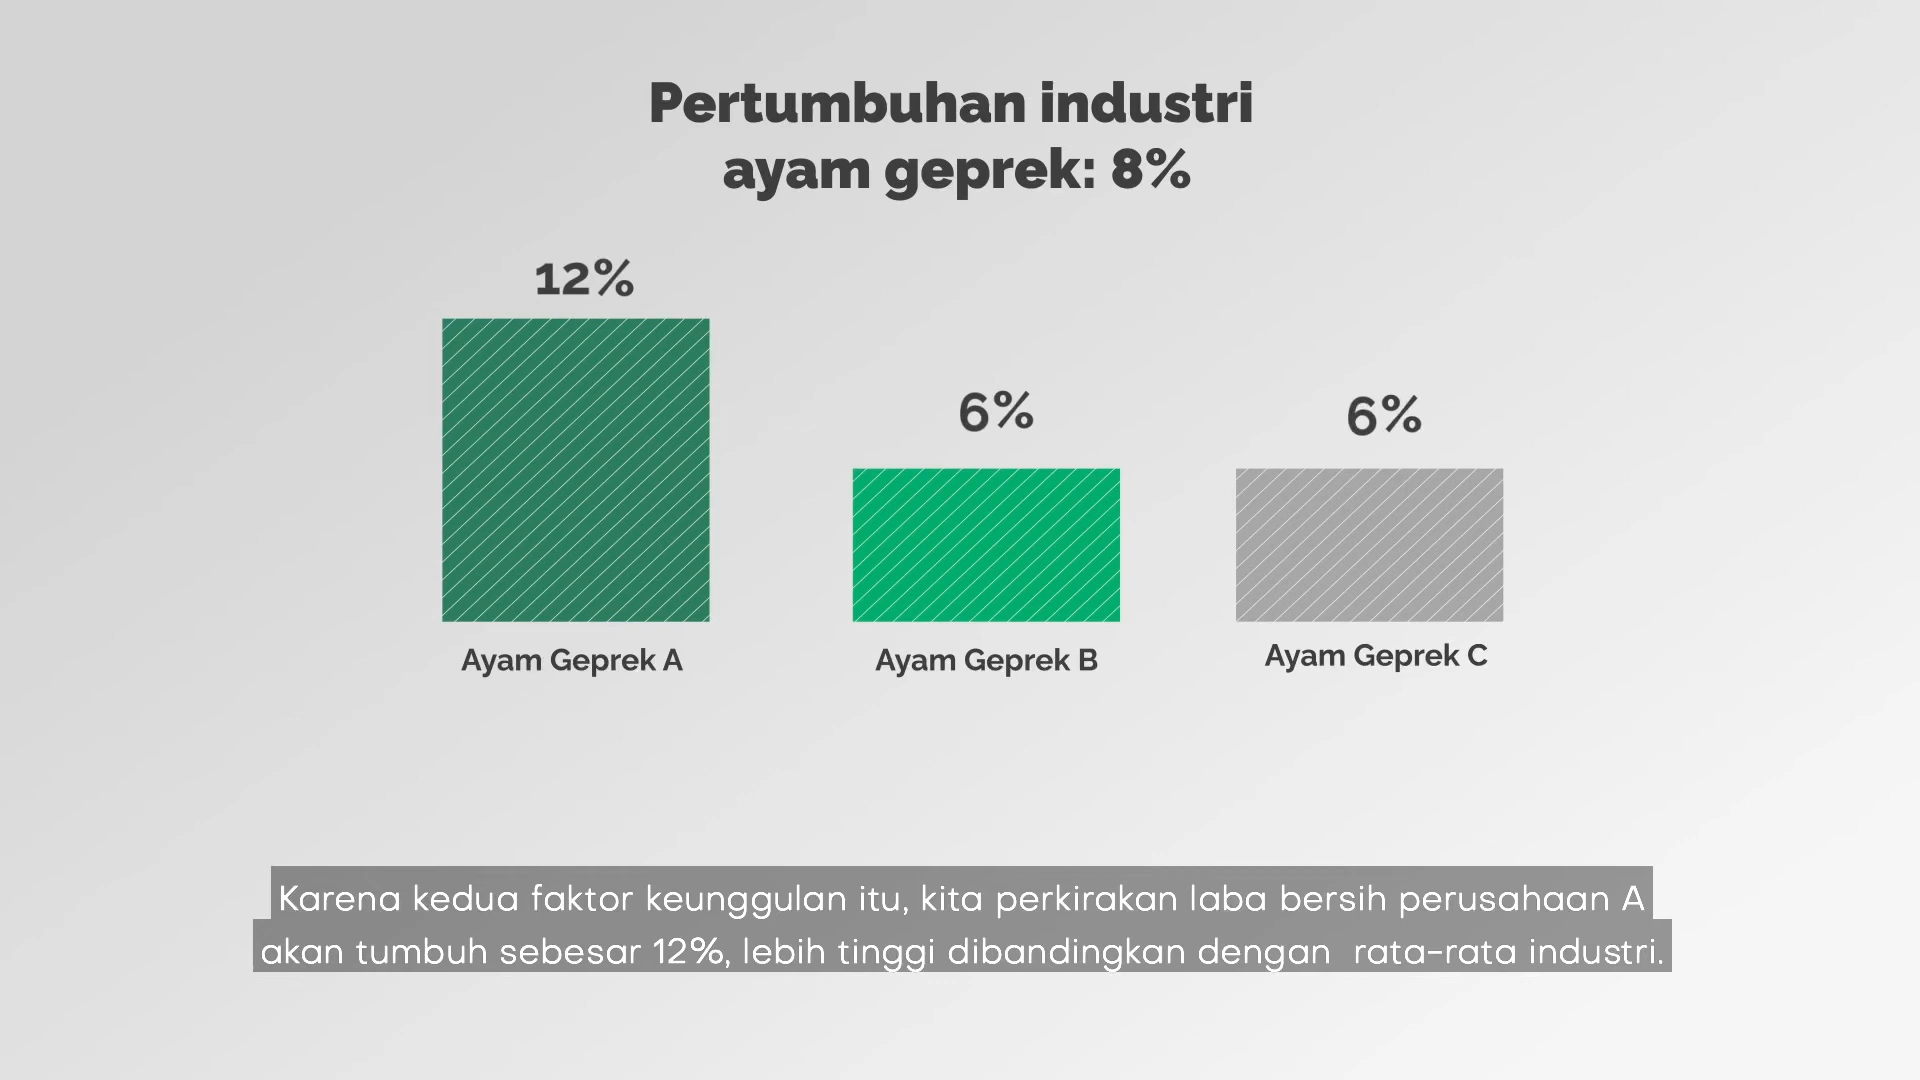 Pertumbuhan industri
ayam geprek: 8%
12%
6%
6%
Ayam Geprek A
Ayam Geprek B
Ayam Geprek C
Karena kedua faktor keunggulan itu, kita perkirakan laba bersih perusahaan A
akan tumbuh sebesar 12%, lebih tinggi dibandingkan dengan  rata-rata industri.